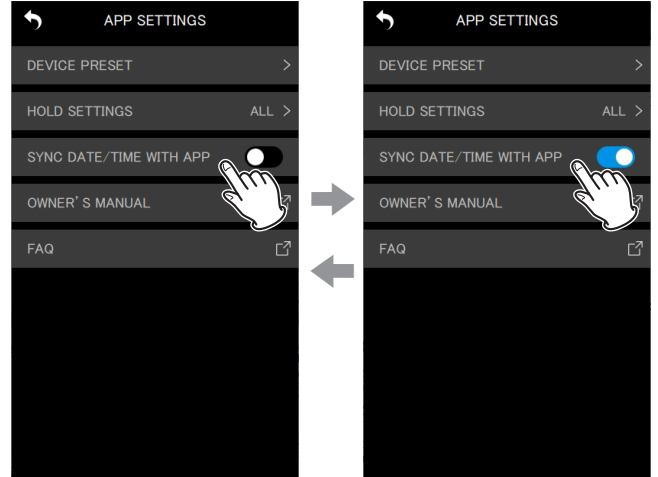 APP SETTINGS
DEVICE PRESET
HOLD SETTINGS ALL
SYNC DATE/TIME WITH APP
OWNER'S MANUAL
FAQ
APP SETTINGS
DEVICE PRESET
HOLD SETTINGS ALL
SYNC DATE/TIME WITH APP
OWNER'S MANUAL
FAQ